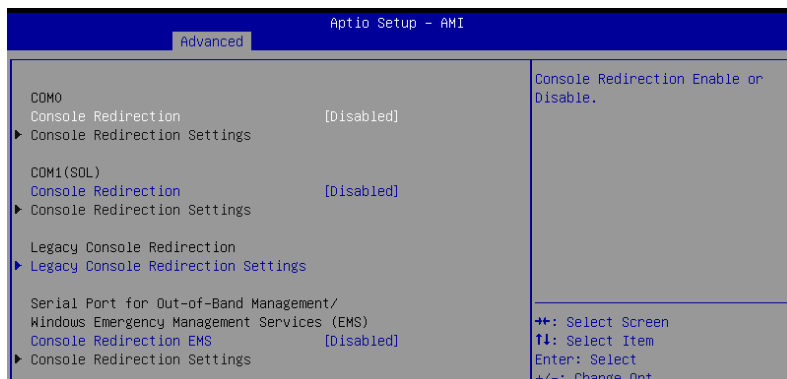 Aptio Setup - AMI
Advanced
COM0
Console Redirection [Disabled]
▶ Console Redirection Settings
COM1(SOL)
Console Redirection [Disabled]
▶ Console Redirection Settings
Legacy Console Redirection
▶ Legacy Console Redirection Settings
Serial Port for Out-of-Band Management/
Windows Emergency Management Services (EMS)
Console Redirection EMS [Disabled]
▶ Console Redirection Settings
Console Redirection Enable or
Disable.
→←: Select Screen
↑↓: Select Item
Enter: Select
+/-: Change Opt.